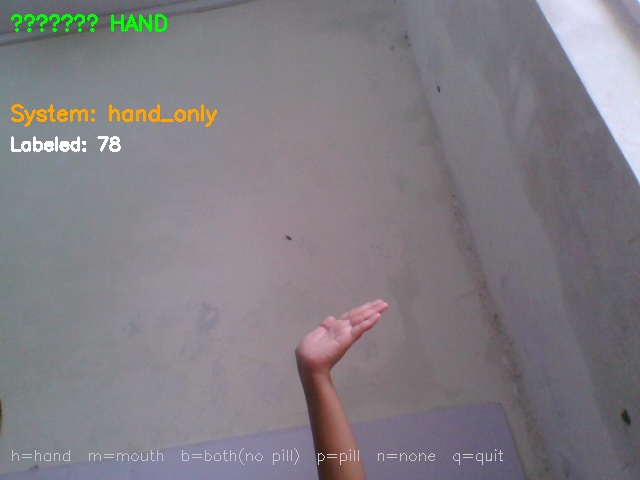 ??????? HAND
System: hand_only
Labeled: 78
h=hand m=mouth b=both(no pill) p=pill n=none q=quit